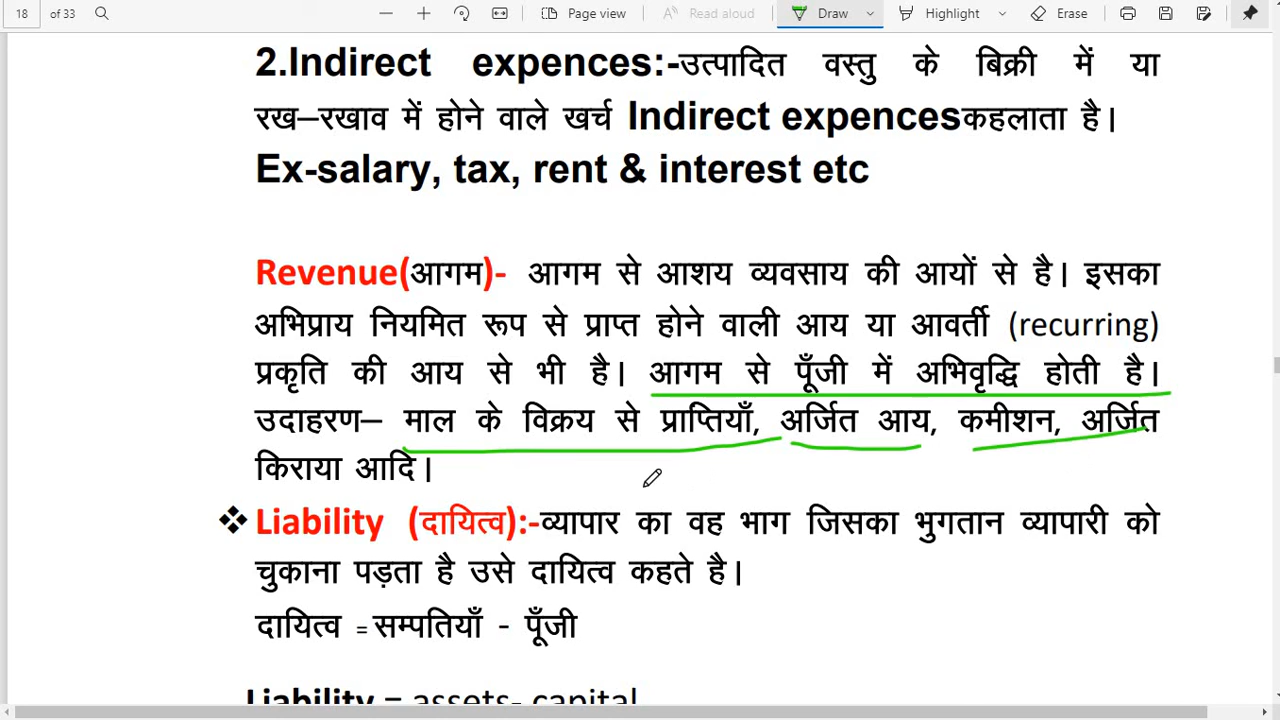 18 of 33 Page view Read aloud Draw Highlight Erase
2.Indirect expences:-उत्पादित वस्तु के बिक्री में या
रख–रखाव में होने वाले खर्च Indirect expencesकहलाता है।
Ex-salary, tax, rent & interest etc
Revenue(आगम)- आगम से आशय व्यवसाय की आयों से है। इसका
अभिप्राय नियमित रूप से प्राप्त होने वाली आय या आवर्ती (recurring)
प्रकृति की आय से भी है। आगम से पूँजी में अभिवृद्धि होती है।
उदाहरण– माल के विक्रय से प्राप्तियाँ, अर्जित आय, कमीशन, अर्जित
किराया आदि।
❖ Liability (दायित्व):-व्यापार का वह भाग जिसका भुगतान व्यापारी को
चुकाना पड़ता है उसे दायित्व कहते है।
दायित्व = सम्पतियाँ - पूँजी
Liability = assets- capital